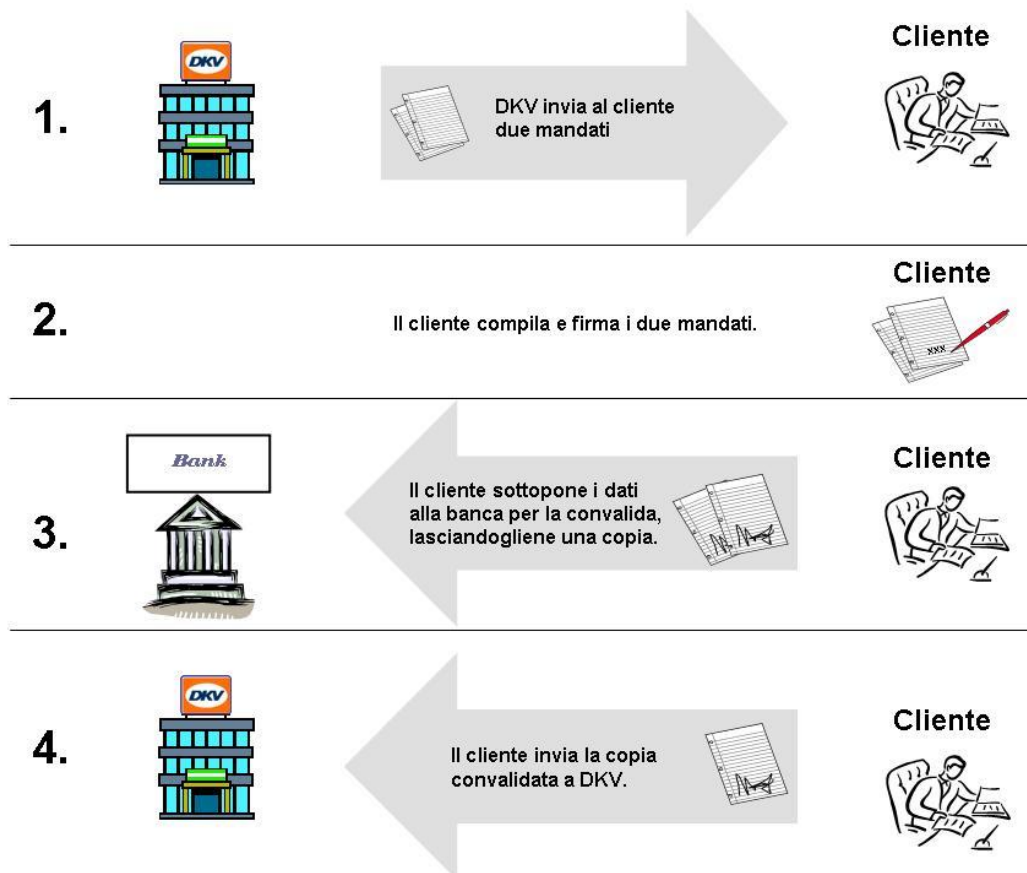 Cliente
DKV
1.
DKV invia al cliente
due mandati
Cliente
2.
Il cliente compila e firma i due mandati.
xxx
Bank
Cliente
3.
Il cliente sottopone i dati
alla banca per la convalida,
lasciandogliene una copia.
DKV
Cliente
4.
Il cliente invia la copia
convalidata a DKV.